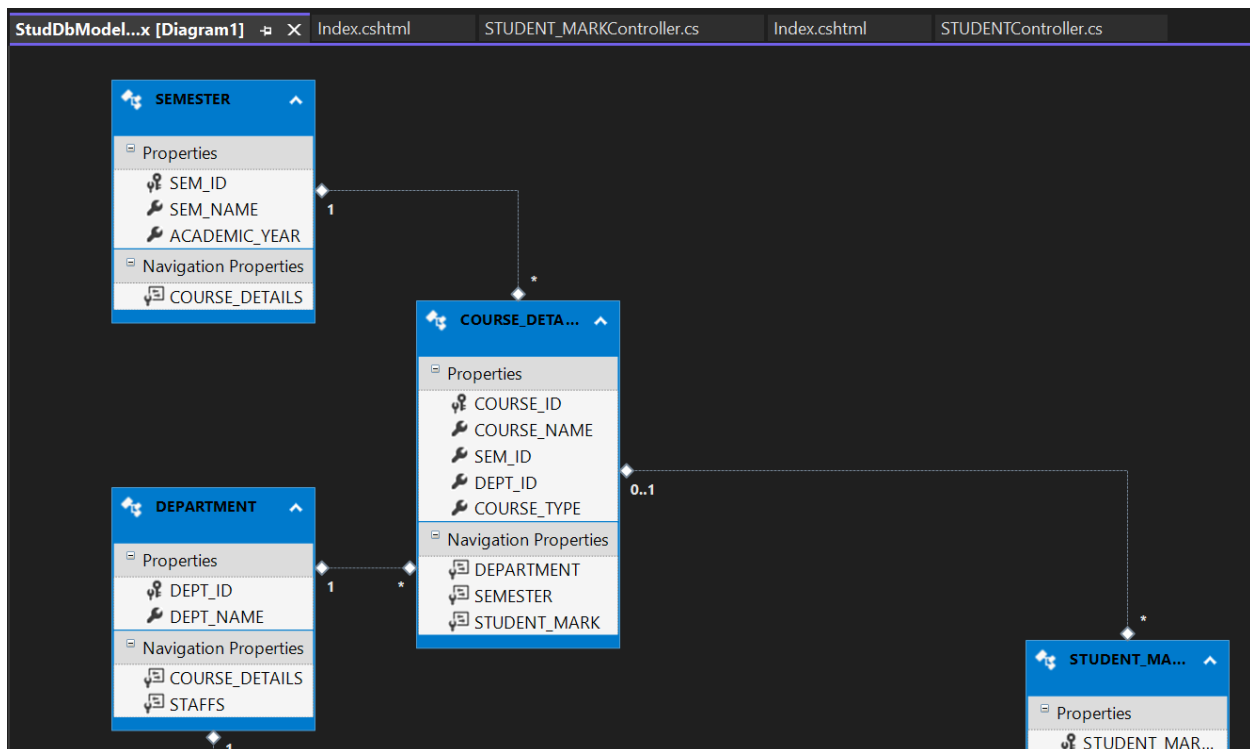 StudDbModel...x [Diagram1] Index.cshtml STUDENT_MARKController.cs Index.cshtml STUDENTController.cs
SEMESTER
Properties
SEM_ID
SEM_NAME
ACADEMIC_YEAR
Navigation Properties
COURSE_DETAILS
1
*
COURSE_DETA...
Properties
COURSE_ID
COURSE_NAME
SEM_ID
DEPT_ID
COURSE_TYPE
Navigation Properties
DEPARTMENT
SEMESTER
STUDENT_MARK
0..1
*
DEPARTMENT
Properties
DEPT_ID
DEPT_NAME
Navigation Properties
COURSE_DETAILS
STAFFS
1
*
1
STUDENT_MA...
Properties
STUDENT_MAR...